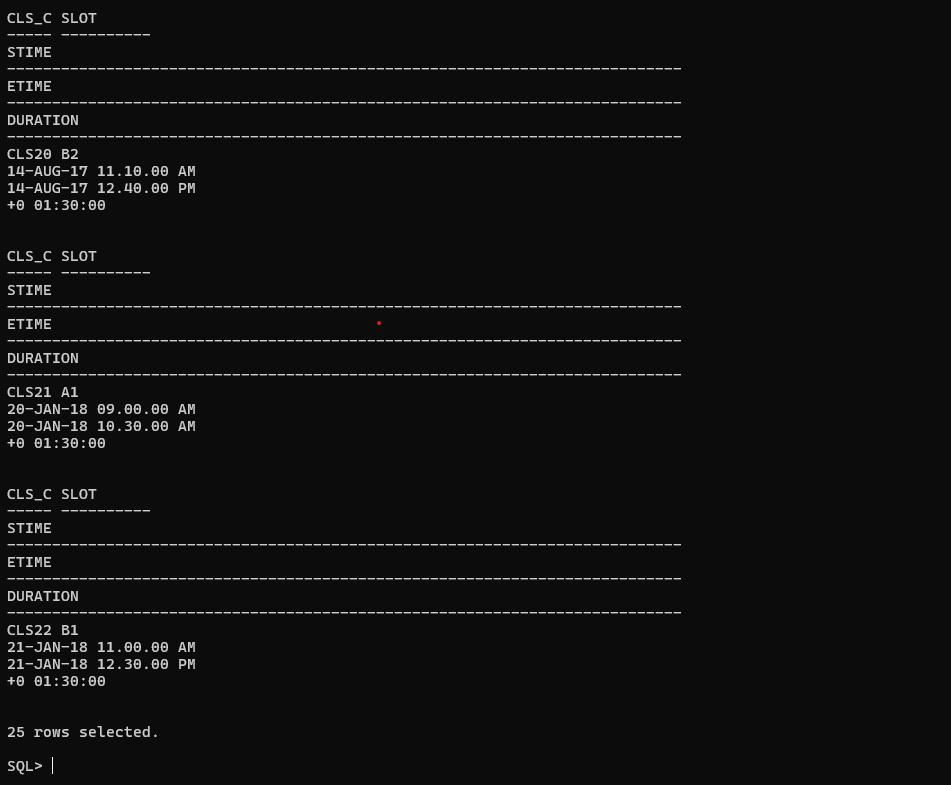 CLS_C SLOT
----- ----------
STIME
---------------------------------------------------------------------------
ETIME
---------------------------------------------------------------------------
DURATION
---------------------------------------------------------------------------
CLS20 B2
14-AUG-17 11.10.00 AM
14-AUG-17 12.40.00 PM
+0 01:30:00
CLS_C SLOT
----- ----------
STIME
---------------------------------------------------------------------------
ETIME
---------------------------------------------------------------------------
DURATION
---------------------------------------------------------------------------
CLS21 A1
20-JAN-18 09.00.00 AM
20-JAN-18 10.30.00 AM
+0 01:30:00
CLS_C SLOT
----- ----------
STIME
---------------------------------------------------------------------------
ETIME
---------------------------------------------------------------------------
DURATION
---------------------------------------------------------------------------
CLS22 B1
21-JAN-18 11.00.00 AM
21-JAN-18 12.30.00 PM
+0 01:30:00
25 rows selected.
SQL>